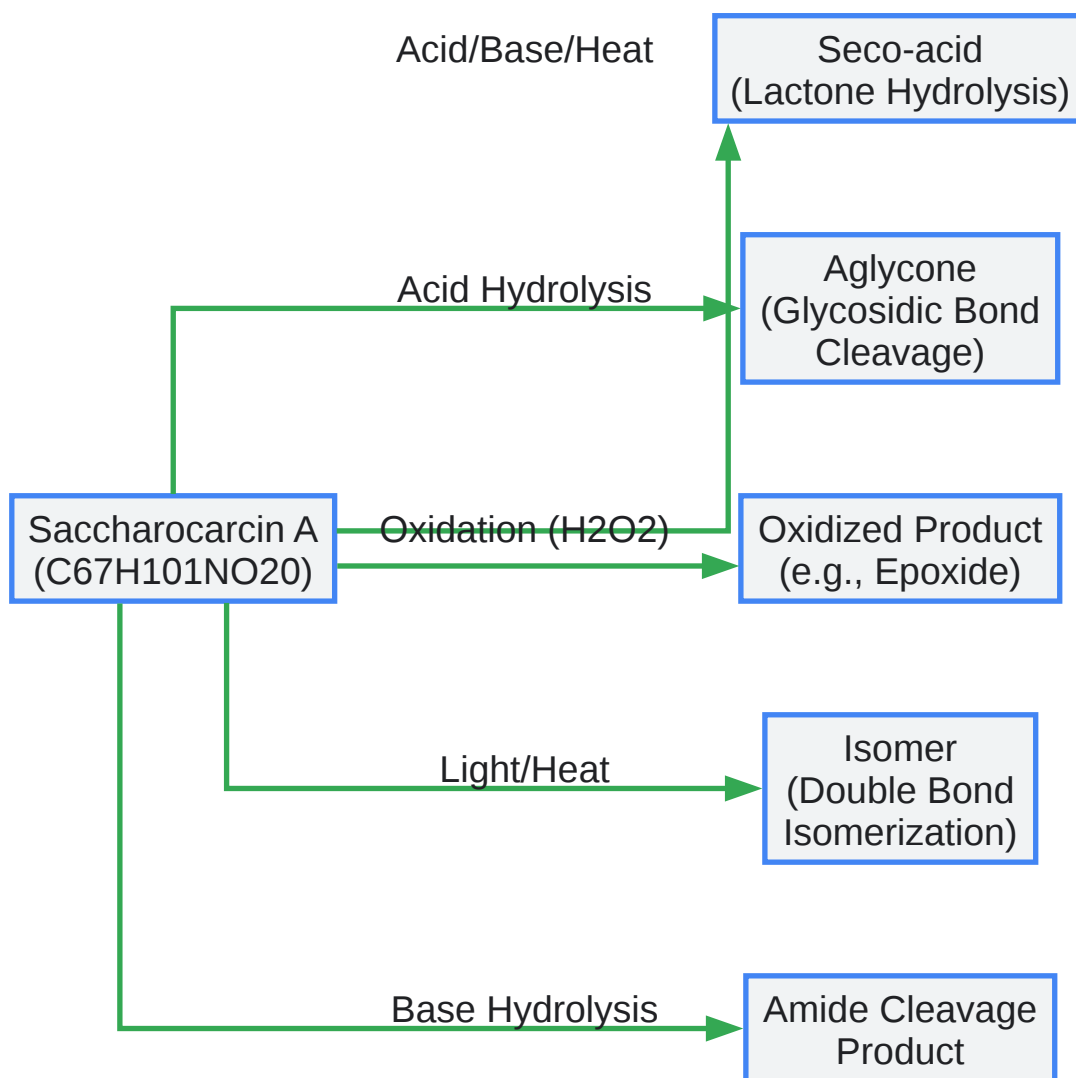 Acid/Base/Heat
Seco-acid
(Lactone Hydrolysis)
Acid Hydrolysis
Aglycone
(Glycosidic Bond
Cleavage)
Saccharocarcin A
(C67H101NO20)
Oxidation (H2O2)
Oxidized Product
(e.g., Epoxide)
Light/Heat
Isomer
(Double Bond
Isomerization)
Base Hydrolysis
Amide Cleavage
Product